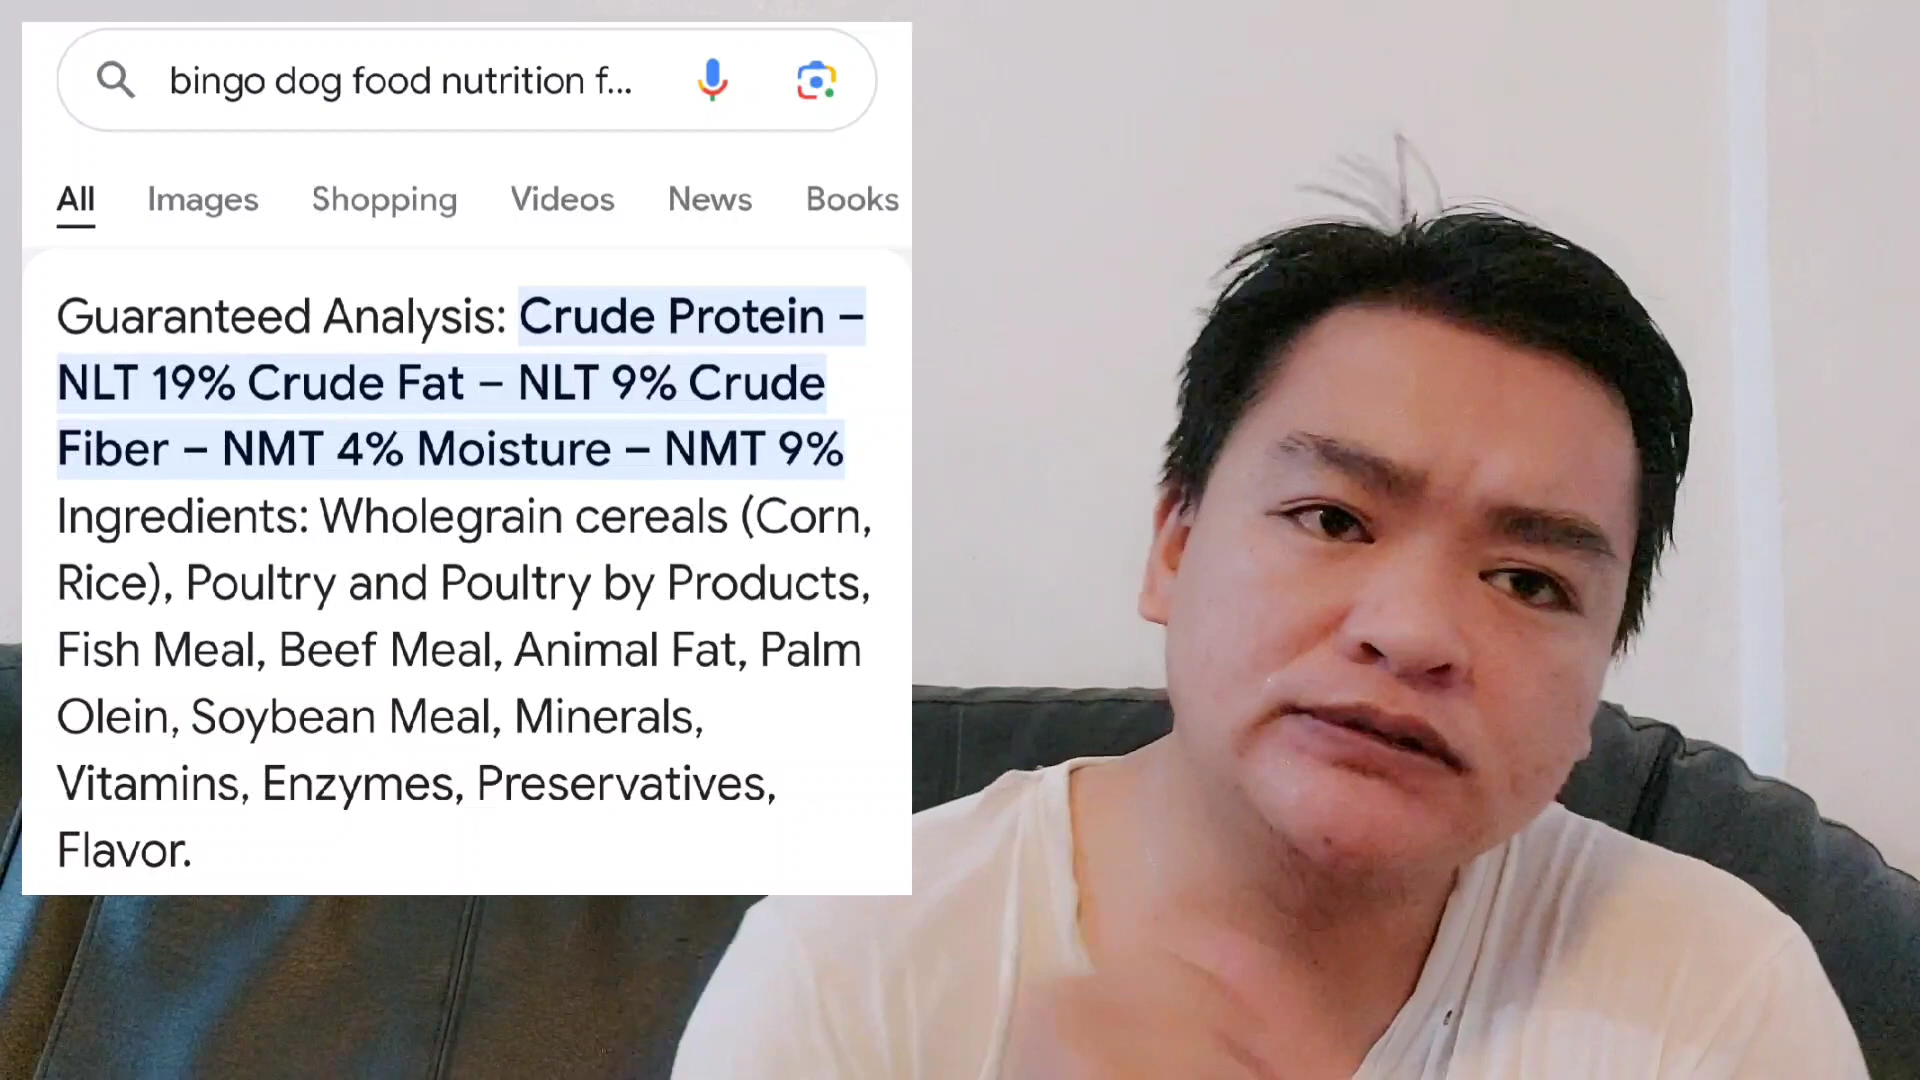 bingo dog food nutrition f...
All Images Shopping Videos News Books
Guaranteed Analysis: Crude Protein –
NLT 19% Crude Fat – NLT 9% Crude
Fiber – NMT 4% Moisture – NMT 9%
Ingredients: Wholegrain cereals (Corn,
Rice), Poultry and Poultry by Products,
Fish Meal, Beef Meal, Animal Fat, Palm
Olein, Soybean Meal, Minerals,
Vitamins, Enzymes, Preservatives,
Flavor.